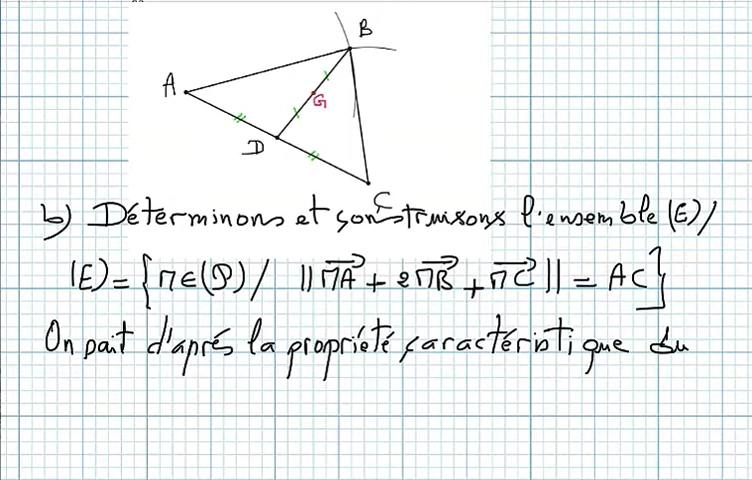 B
A
G
D
C
b) Déterminons et construisons l'ensemble (E)/
(E) = { M ∈ (P) / ||MA + 2MB + MC|| = AC }
On sait d'après la propriété caractéristique du